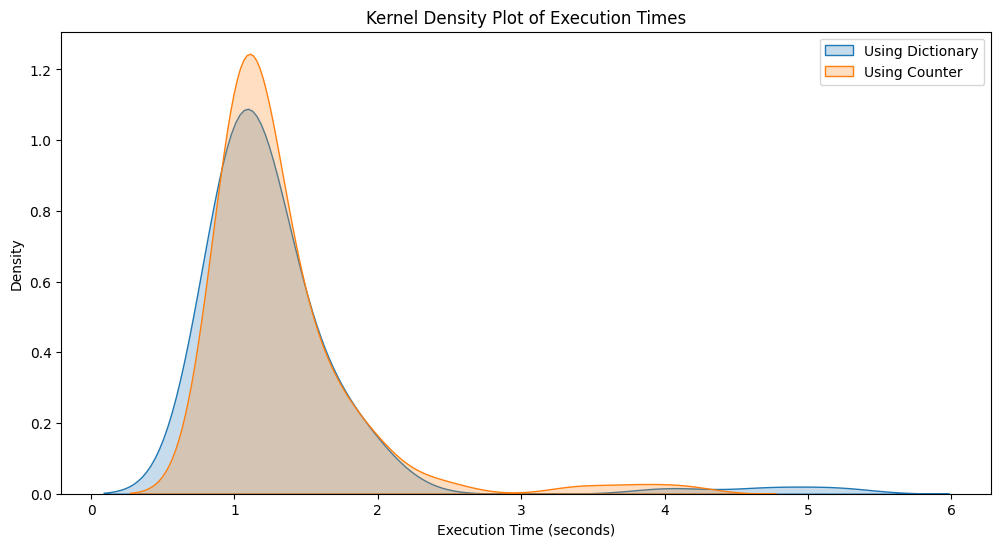 Kernel Density Plot of Execution Times
Using Dictionary
Using Counter
1.2
1.0
0.8
0.6
0.4
0.2
0.0
Density
0 1 2 3 4 5 6
Execution Time (seconds)